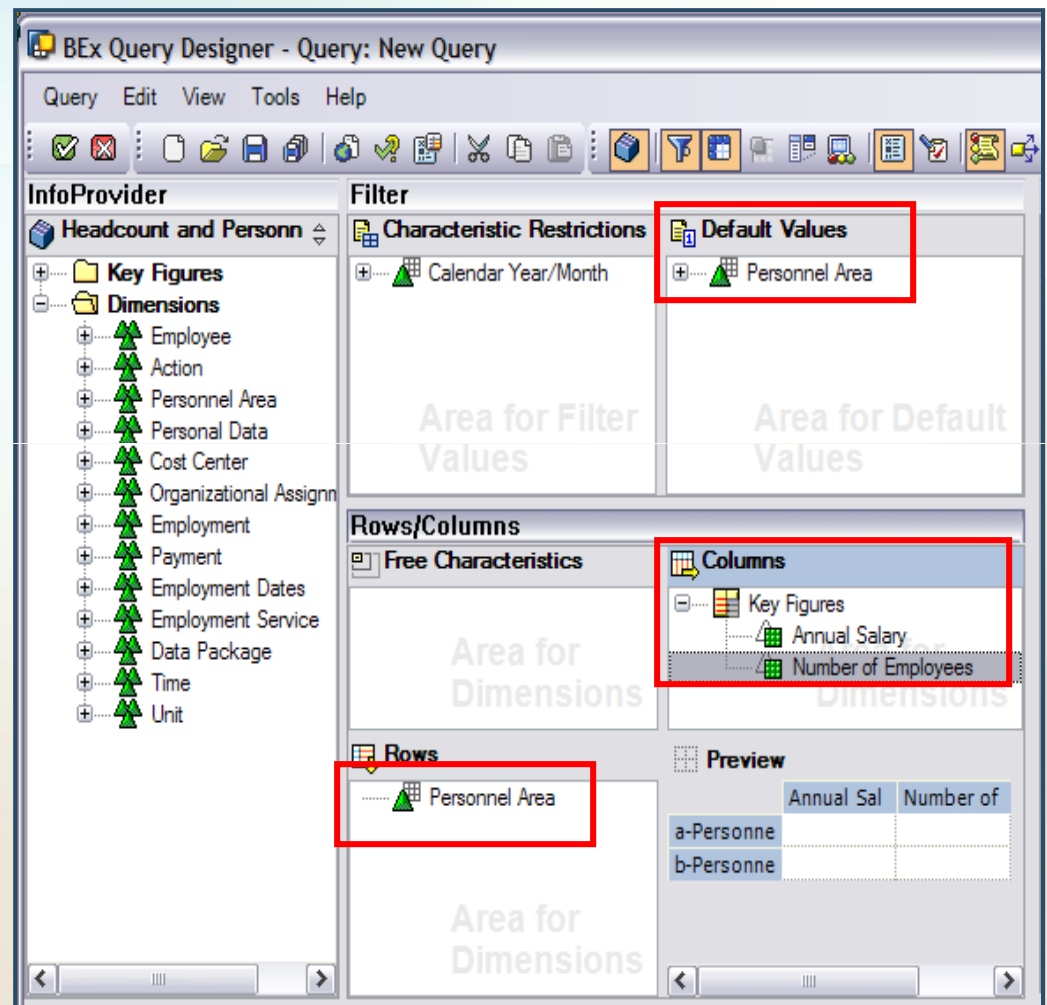 BEx Query Designer - Query: New Query
Query Edit View Tools Help
InfoProvider
Headcount and Personn
Key Figures
Dimensions
Employee
Action
Personnel Area
Personal Data
Cost Center
Organizational Assignm
Employment
Payment
Employment Dates
Employment Service
Data Package
Time
Unit
Filter
Characteristic Restrictions
Calendar Year/Month
Area for Filter
Values
Default Values
Personnel Area
Area for Default
Values
Rows/Columns
Free Characteristics
Area for
Dimensions
Columns
Key Figures
Annual Salary
Number of Employees
Area for
Dimensions
Rows
Personnel Area
Area for
Dimensions
Preview
Annual Sal Number of
a-Personne
b-Personne